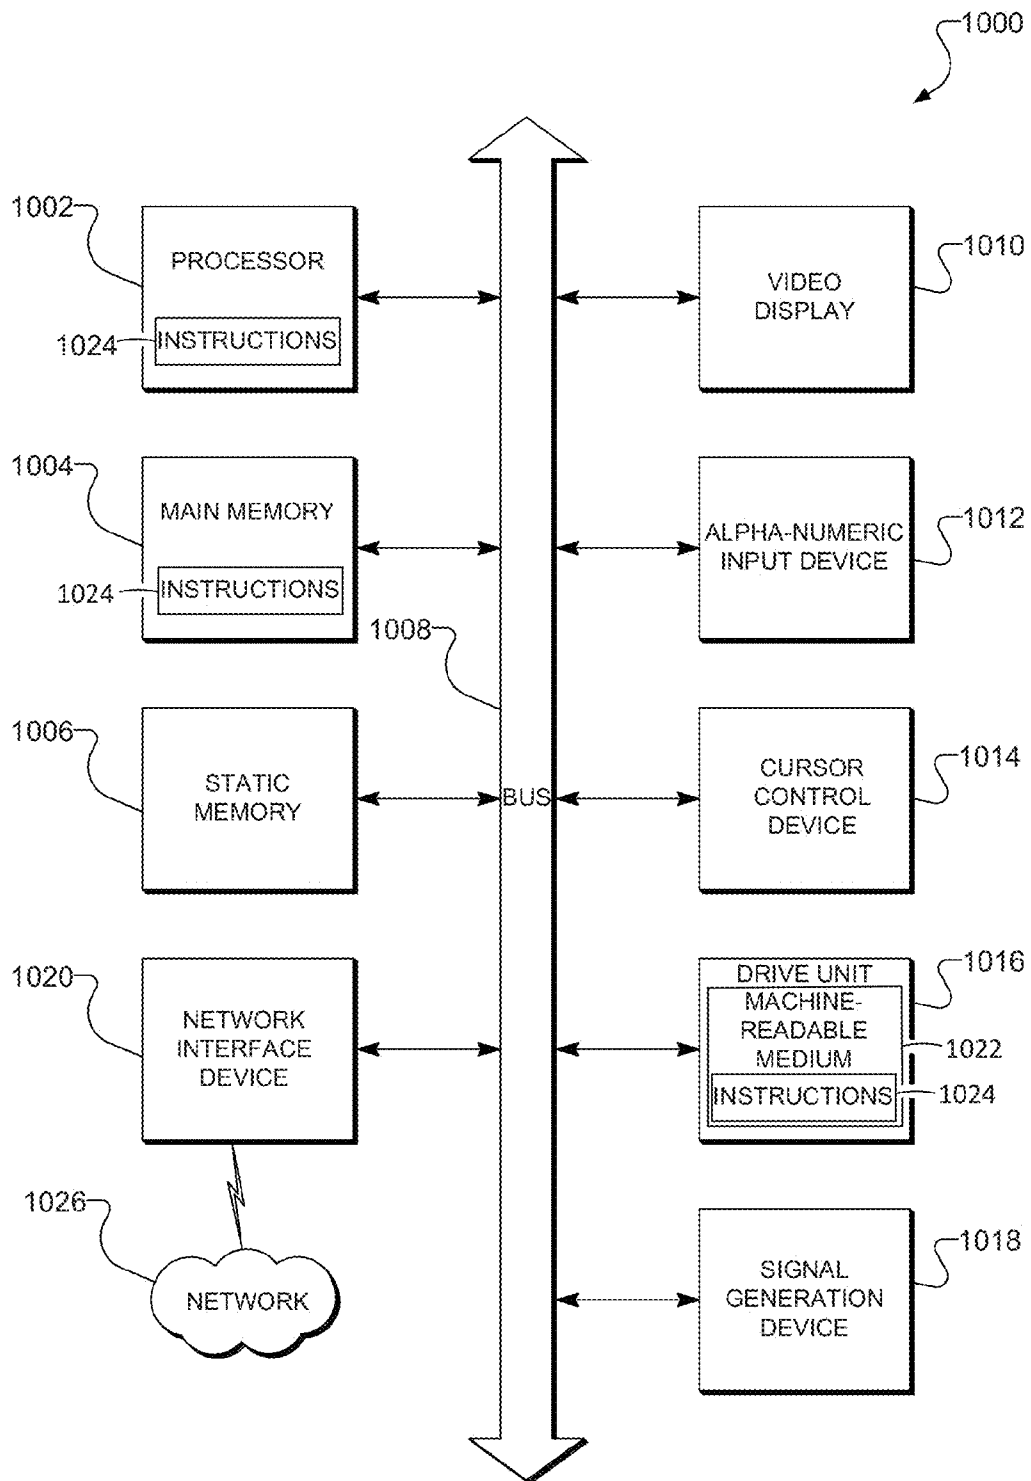 1000
1002
PROCESSOR
1024
INSTRUCTIONS
1010
VIDEO
DISPLAY
1004
MAIN MEMORY
1024
INSTRUCTIONS
1012
ALPHA-NUMERIC
INPUT DEVICE
1008
BUS
1006
STATIC
MEMORY
1014
CURSOR
CONTROL
DEVICE
1020
NETWORK
INTERFACE
DEVICE
1016
DRIVE UNIT
MACHINE-
READABLE
MEDIUM
1022
INSTRUCTIONS
1024
1026
NETWORK
1018
SIGNAL
GENERATION
DEVICE